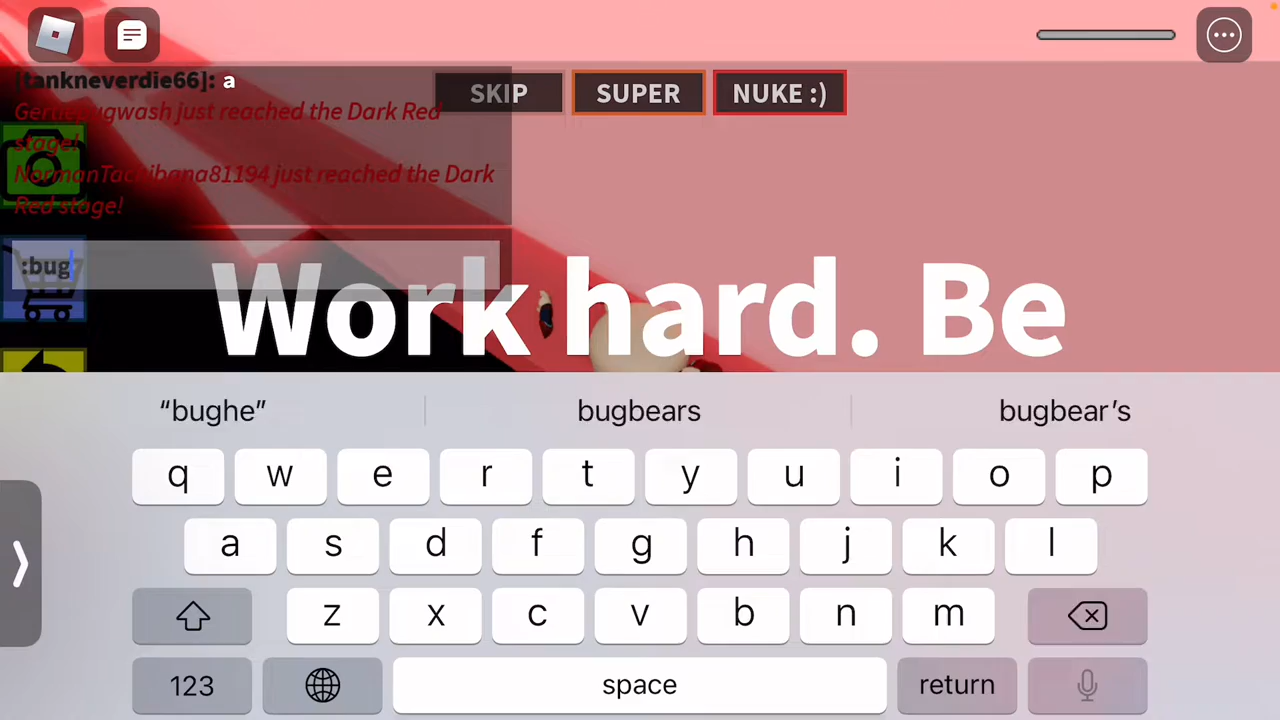 [tankneverdie66]: a
SKIP
SUPER
NUKE :)
just reached the Dark Red
stage!
NormanTachibana81194 just reached the Dark
Red stage!
:bug
Work hard. Be
“bughe”
bugbears
bugbear’s
q w e r t y u i o p
a s d f g h j k l
z x c v b n m
123
space
return